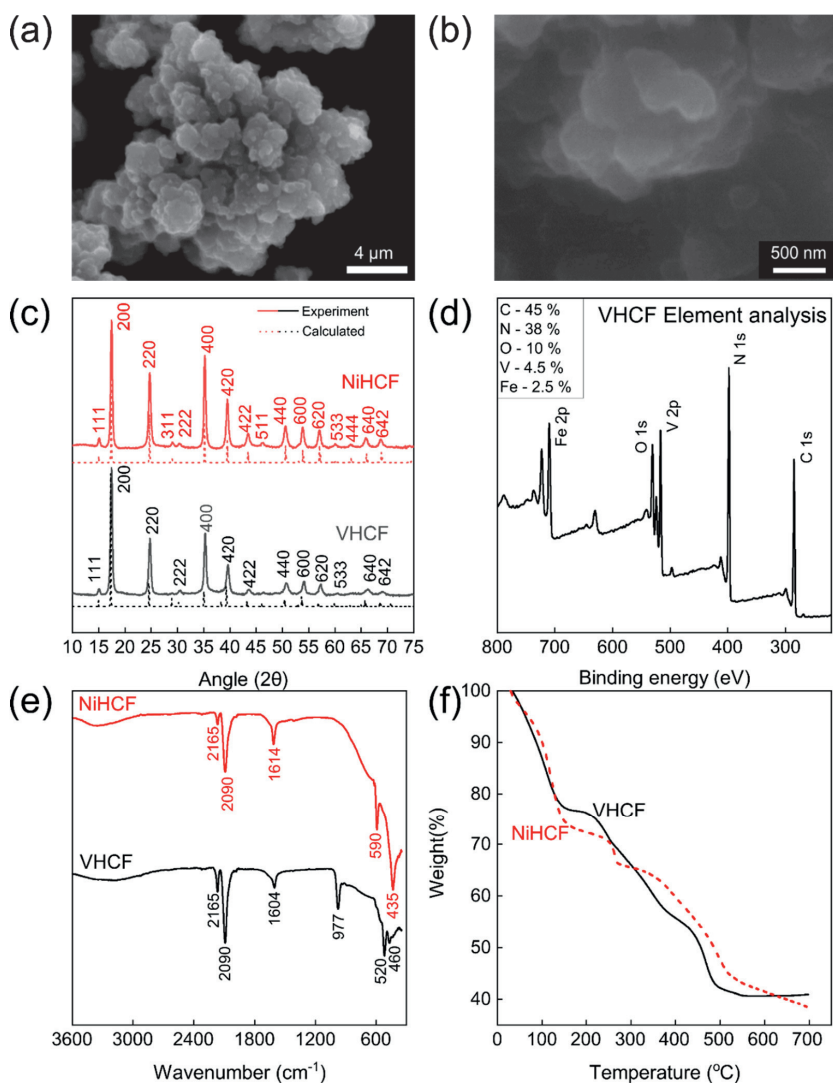 (a)
4 μm
(b)
500 nm
(c)
Experiment
Calculated
NiHCF
111
200
220
311
222
400
420
422
511
440
600
620
533
444
640
642
VHCF
111
200
220
222
400
420
422
440
600
620
533
640
642
10 15 20 25 30 35 40 45 50 55 60 65 70 75
Angle (2θ)
(d)
VHCF Element analysis
C - 45 %
N - 38 %
O - 10 %
V - 4.5 %
Fe - 2.5 %
Fe 2p
O 1s
V 2p
N 1s
C 1s
800 700 600 500 400 300
Binding energy (eV)
(e)
NiHCF
2165
2090
1614
590
435
VHCF
2165
2090
1604
977
520
460
3600 3000 2400 1800 1200 600
Wavenumber (cm⁻¹)
(f)
100
90
80
70
60
50
40
Weight(%)
VHCF
NiHCF
0 100 200 300 400 500 600 700
Temperature (°C)